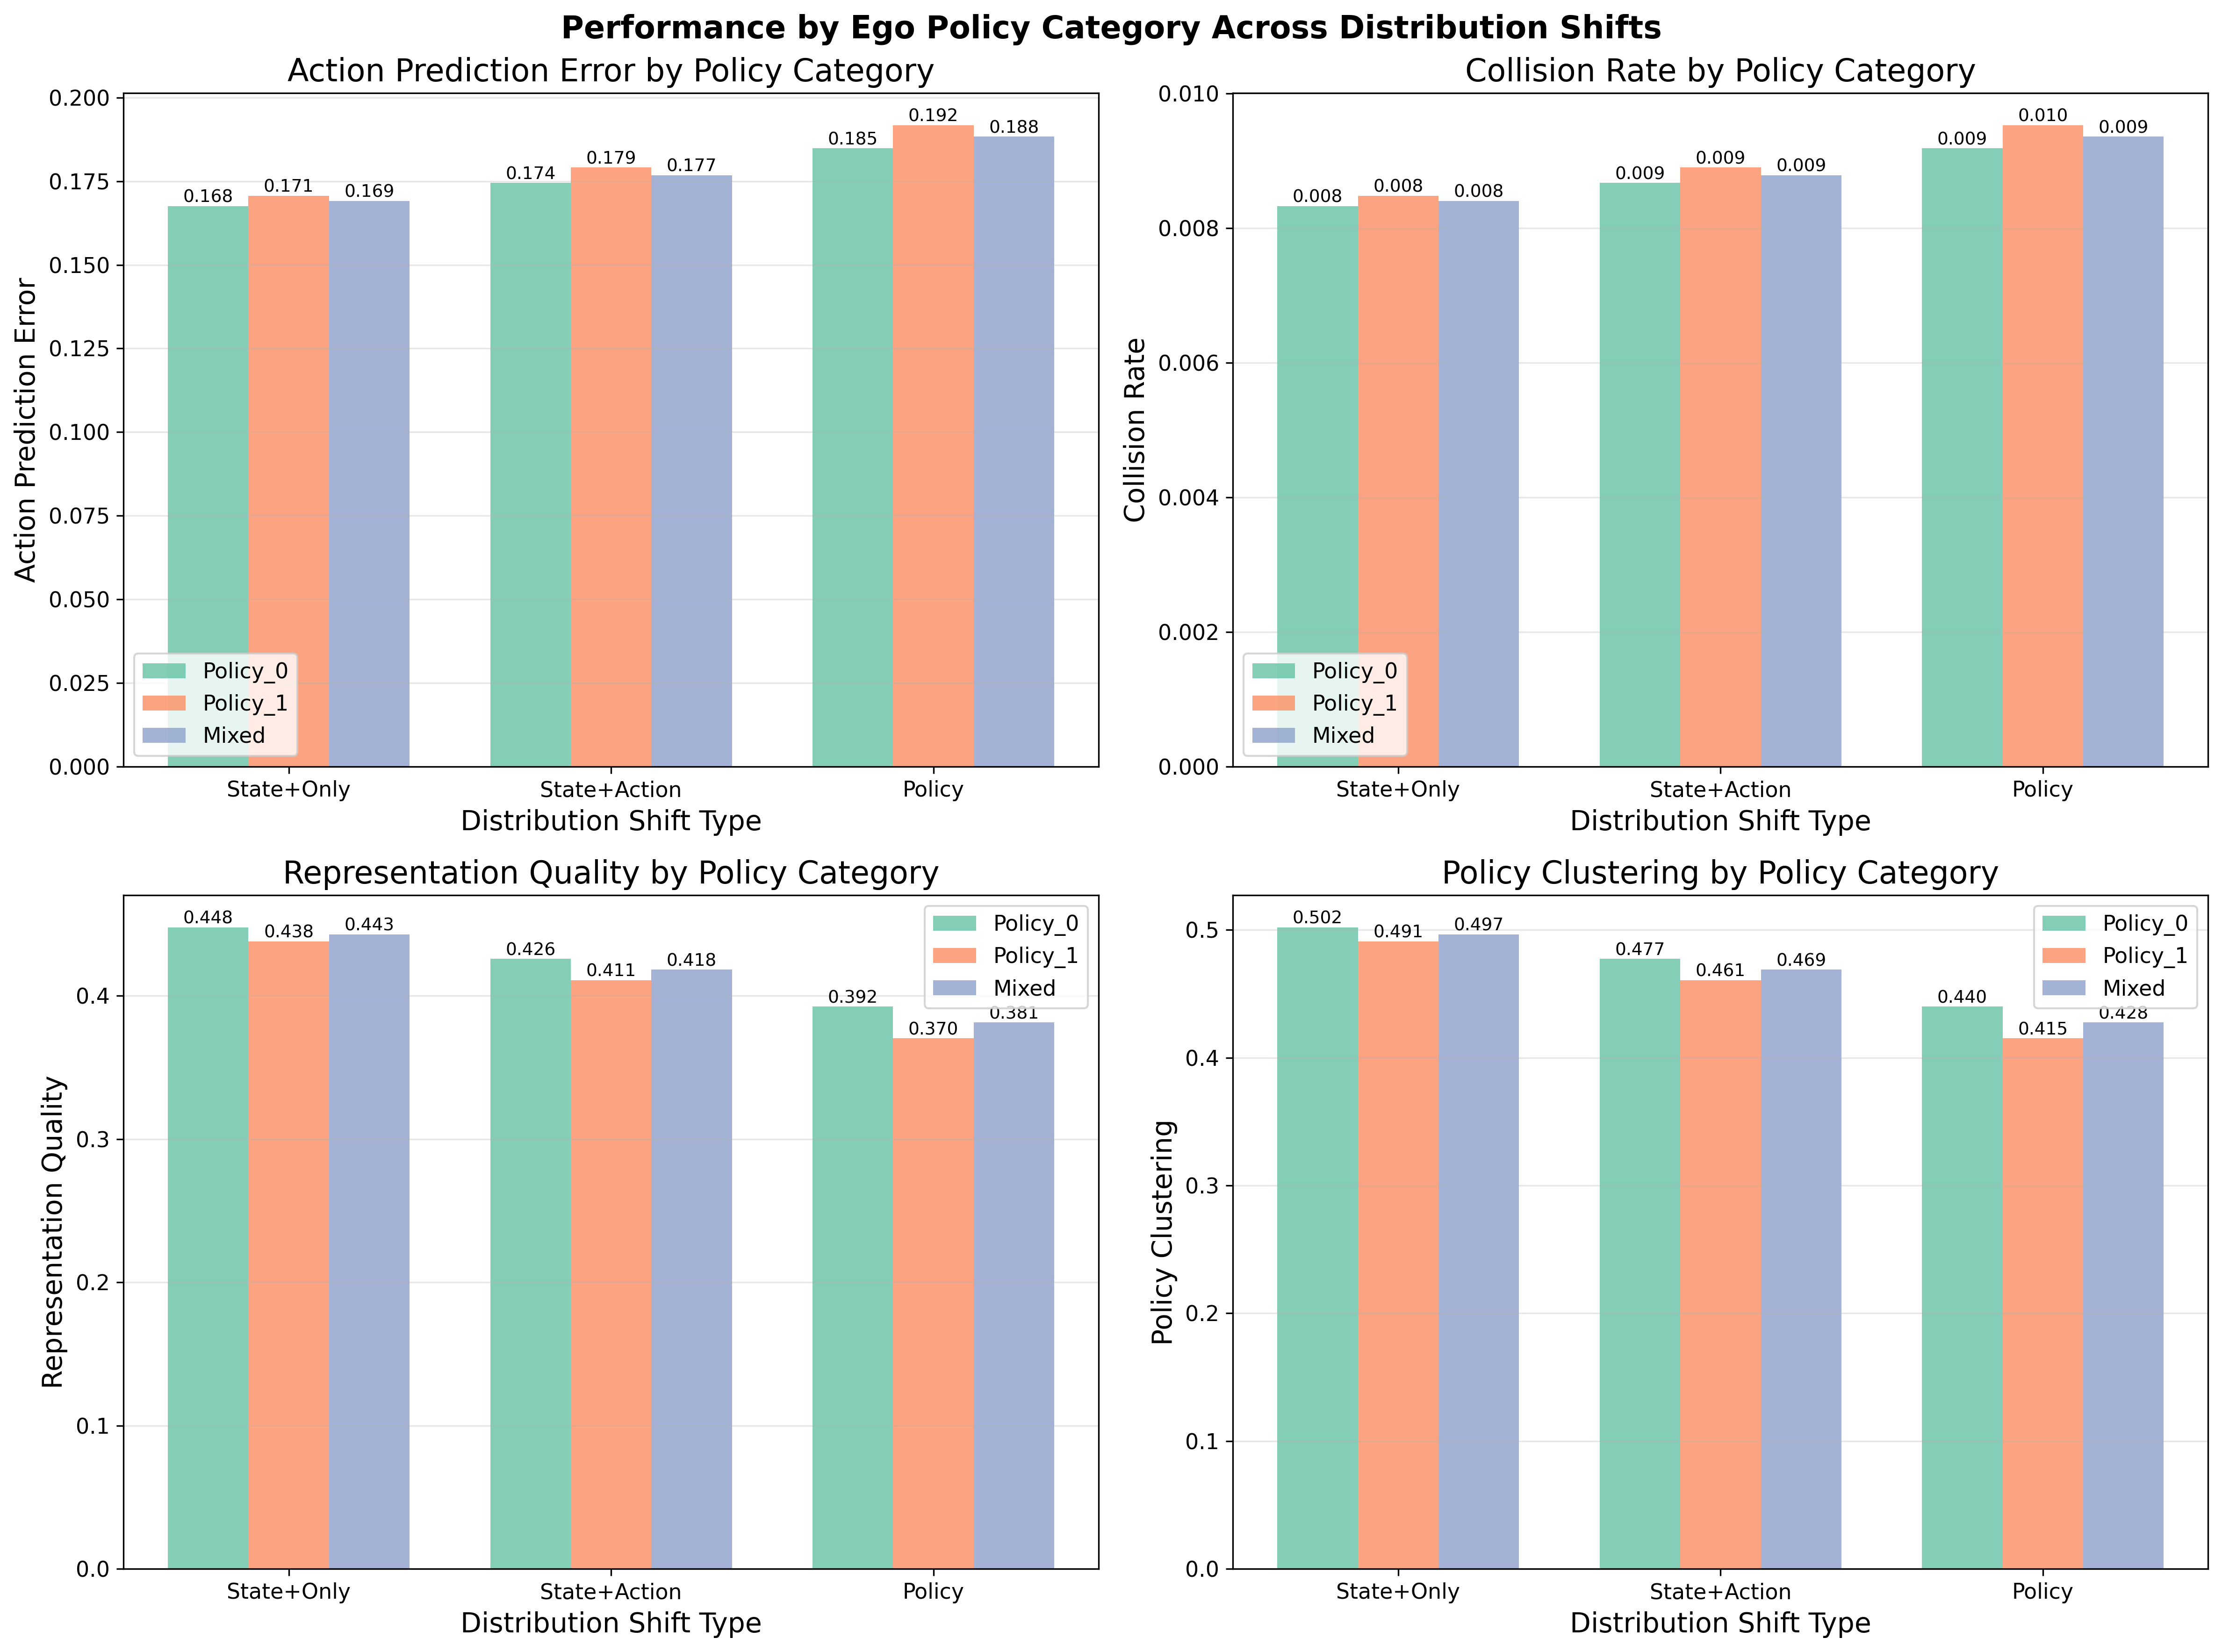 Performance by Ego Policy Category Across Distribution Shifts
Action Prediction Error by Policy Category
Action Prediction Error
0.200
0.175
0.150
0.125
0.100
0.075
0.050
0.025
0.000
0.168 0.171 0.169
0.174 0.179 0.177
0.185 0.192 0.188
Policy_0
Policy_1
Mixed
State+Only State+Action Policy
Distribution Shift Type
Collision Rate by Policy Category
Collision Rate
0.010
0.008
0.006
0.004
0.002
0.000
0.008 0.008 0.008
0.009 0.009 0.009
0.009 0.010 0.009
Policy_0
Policy_1
Mixed
State+Only State+Action Policy
Distribution Shift Type
Representation Quality by Policy Category
Representation Quality
0.4
0.3
0.2
0.1
0.0
0.448 0.438 0.443
0.426 0.411 0.418
0.392 0.370 0.381
Policy_0
Policy_1
Mixed
State+Only State+Action Policy
Distribution Shift Type
Policy Clustering by Policy Category
Policy Clustering
0.5
0.4
0.3
0.2
0.1
0.0
0.502 0.491 0.497
0.477 0.461 0.469
0.440 0.415 0.428
Policy_0
Policy_1
Mixed
State+Only State+Action Policy
Distribution Shift Type